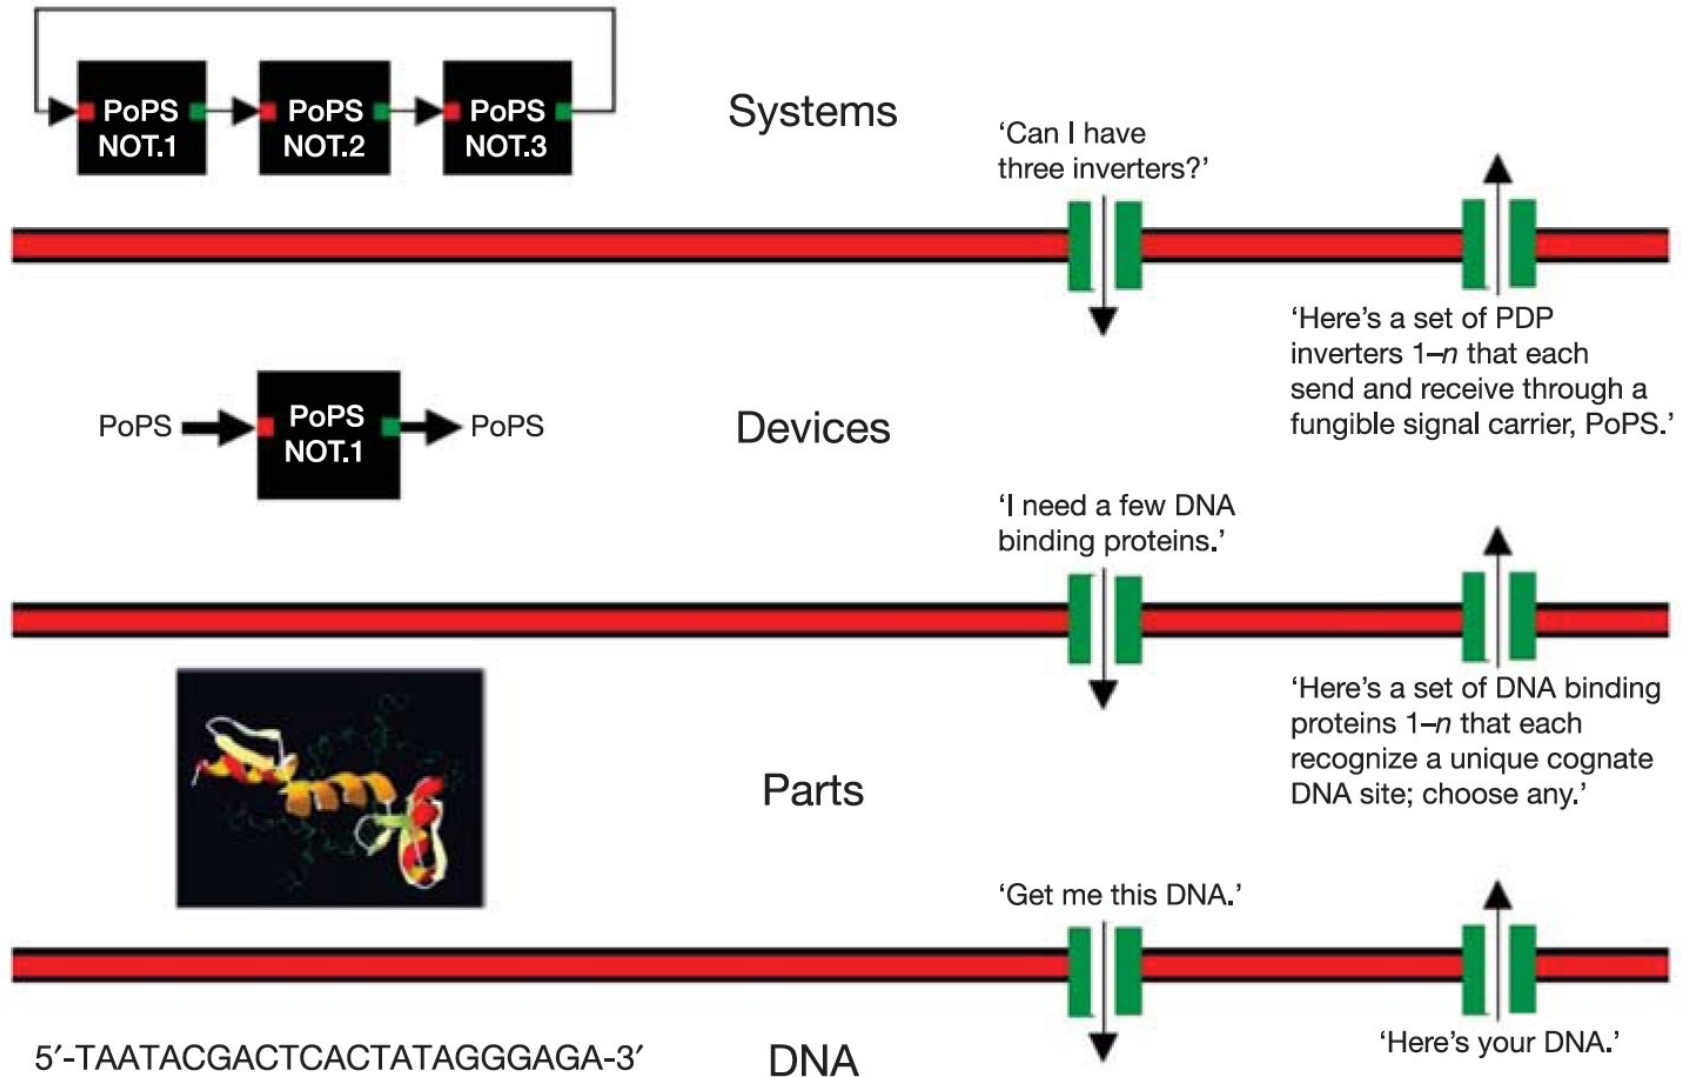 PoPS
NOT.1
PoPS
NOT.2
PoPS
NOT.3
Systems
‘Can I have
three inverters?’
‘Here’s a set of PDP
inverters 1–n that each
send and receive through a
fungible signal carrier, PoPS.’
PoPS
PoPS
NOT.1
PoPS
Devices
‘I need a few DNA
binding proteins.’
‘Here’s a set of DNA binding
proteins 1–n that each
recognize a unique cognate
DNA site; choose any.’
Parts
‘Get me this DNA.’
‘Here’s your DNA.’
5′-TAATACGACTCACTATAGGGAGA-3′
DNA